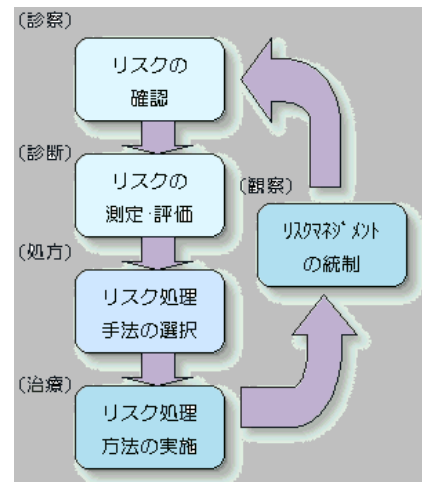 (診察)
リスクの
確認
(診断)
リスクの
測定・評価
(処方)
リスク処理
手法の選択
(治療)
リスク処理
方法の実施
(観察)
ﾘｽｸﾏﾈｼﾞﾒﾝﾄ
の統制